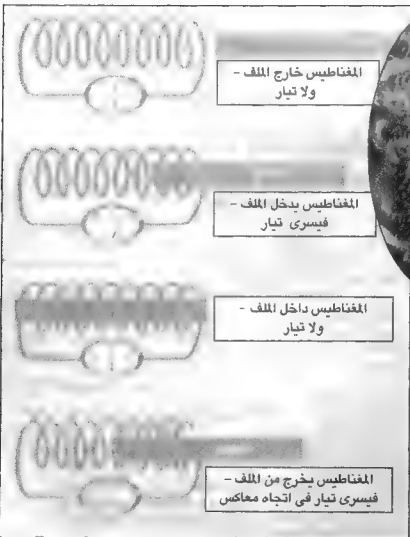 المغناطيس خارج الملف -
ولا تيار
المغناطيس يدخل الملف -
فيسرى تيار
المغناطيس داخل الملف -
ولا تيار
المغناطيس يخرج من الملف -
فيسرى تيار فى اتجاه معاكس